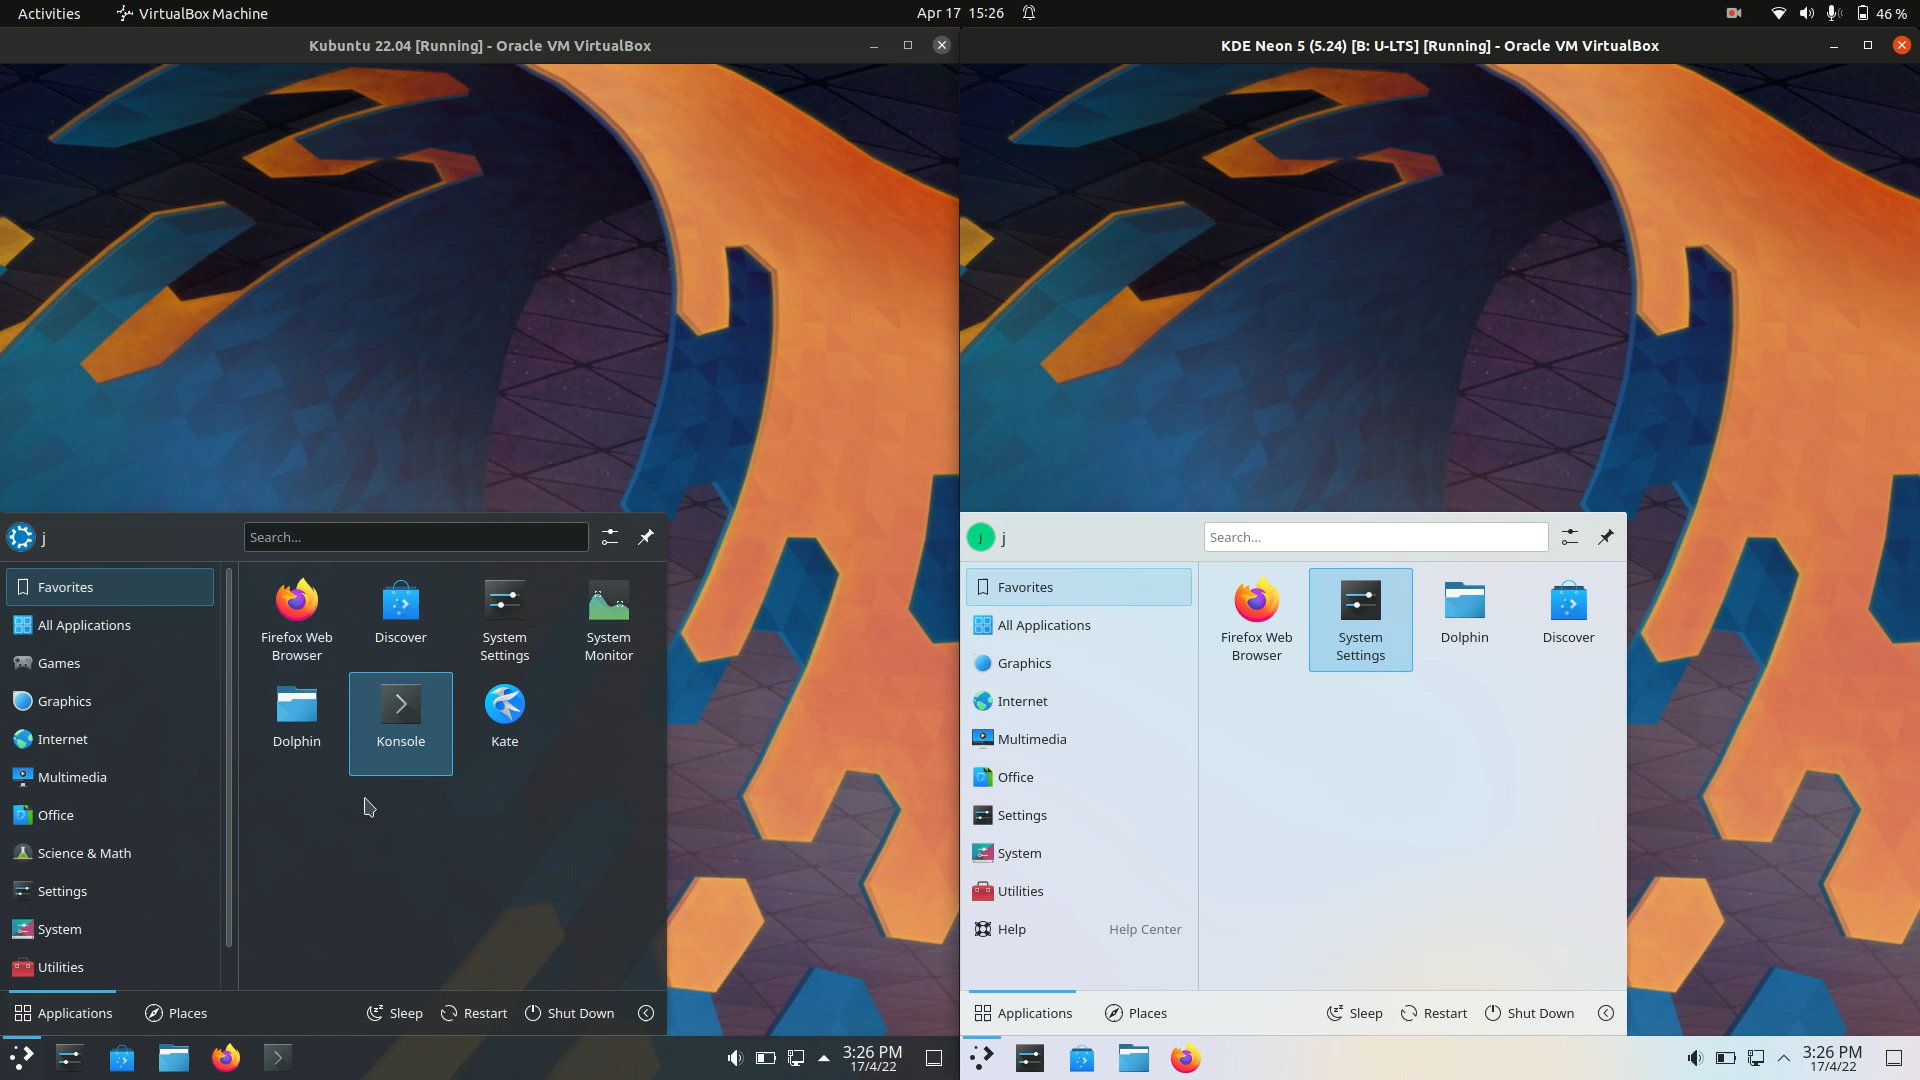 Activities
VirtualBox Machine
Apr 17 15:26
46 %
Kubuntu 22.04 [Running] - Oracle VM VirtualBox
KDE Neon 5 (5.24) [B: U-LTS] [Running] - Oracle VM VirtualBox
j
Search...
Favorites
All Applications
Games
Graphics
Internet
Multimedia
Office
Science & Math
Settings
System
Utilities
Firefox Web
Browser
Discover
System
Settings
System
Monitor
Dolphin
Konsole
Kate
Applications
Places
Sleep
Restart
Shut Down
3:26 PM
17/4/22
j
j
Search...
Favorites
All Applications
Graphics
Internet
Multimedia
Office
Settings
System
Utilities
Help
Help Center
Firefox Web
Browser
System
Settings
Dolphin
Discover
Applications
Places
Sleep
Restart
Shut Down
3:26 PM
17/4/22